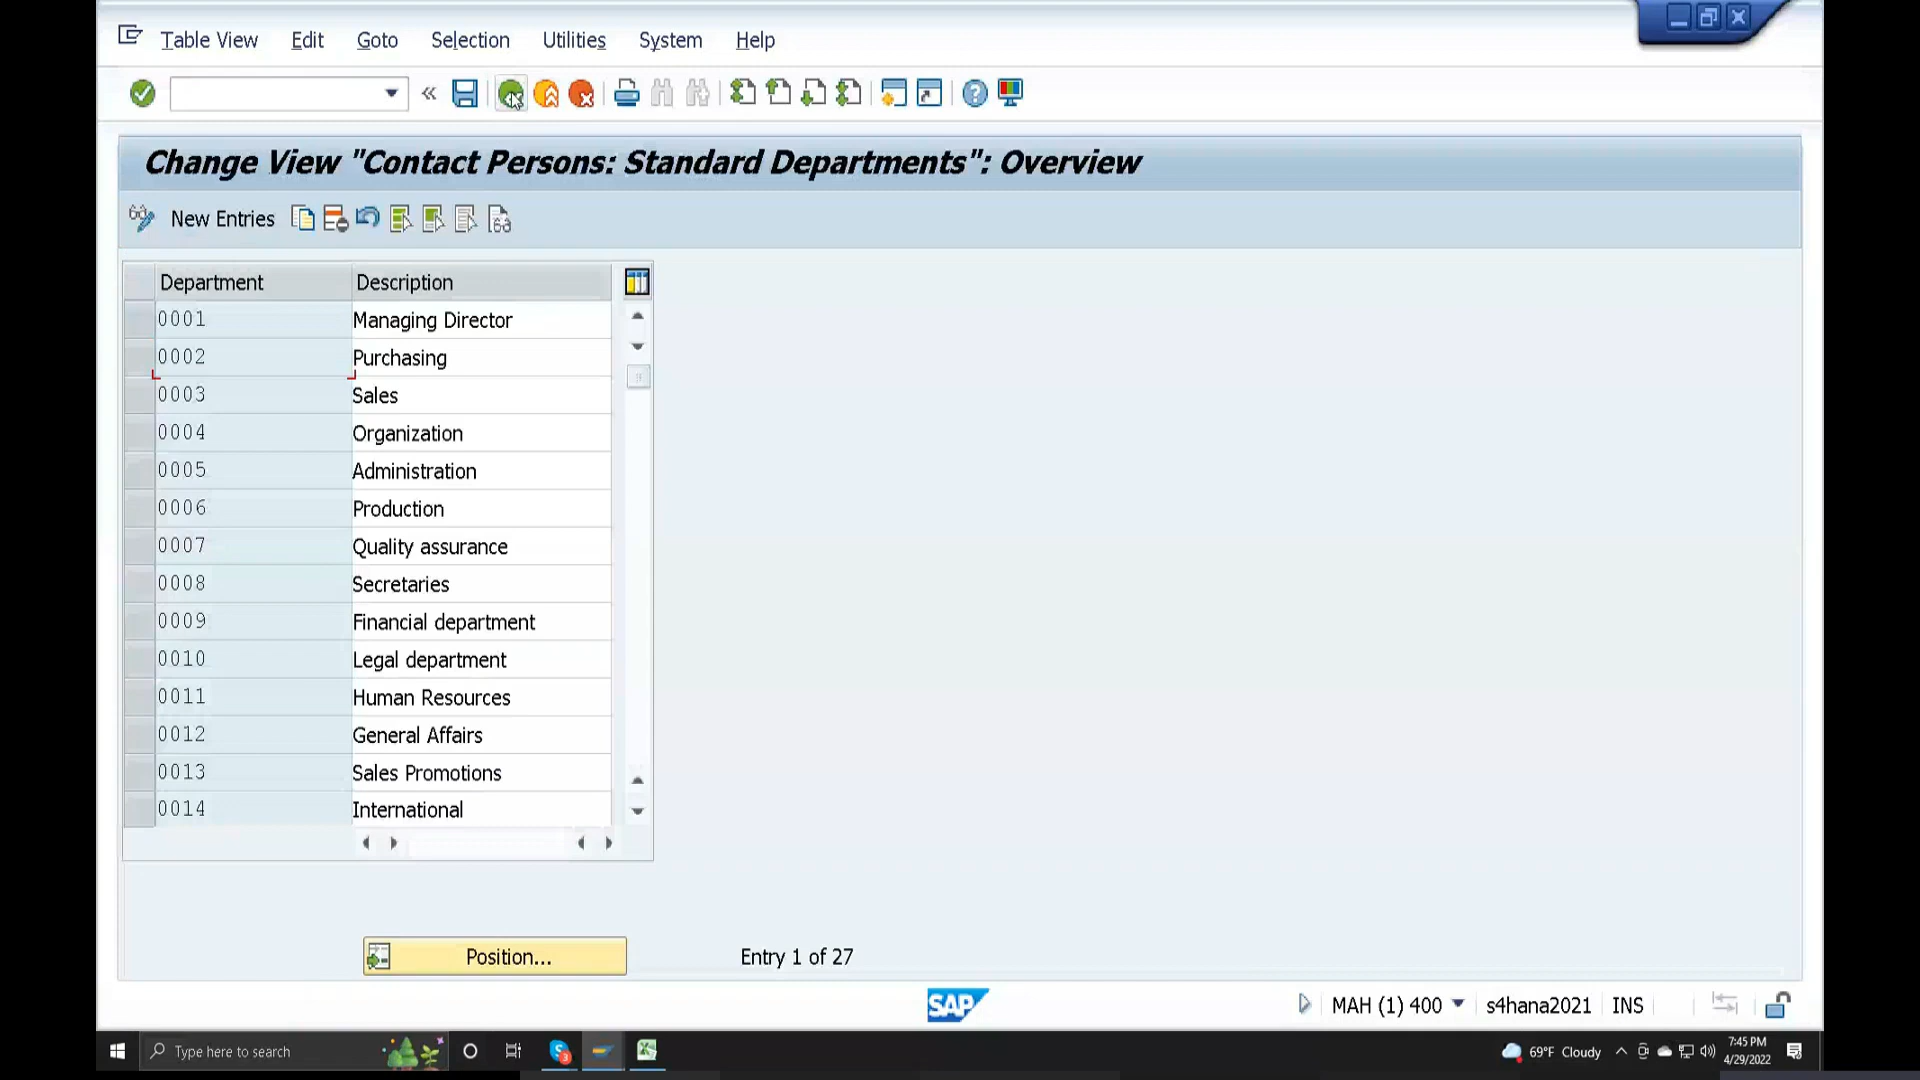 Table View Edit Goto Selection Utilities System Help
Change View "Contact Persons: Standard Departments": Overview
New Entries
Department Description
0001 Managing Director
0002 Purchasing
0003 Sales
0004 Organization
0005 Administration
0006 Production
0007 Quality assurance
0008 Secretaries
0009 Financial department
0010 Legal department
0011 Human Resources
0012 General Affairs
0013 Sales Promotions
0014 International
Position... Entry 1 of 27
SAP MAH (1) 400 s4hana2021 INS
Type here to search 69°F Cloudy 7:45 PM
4/29/2022